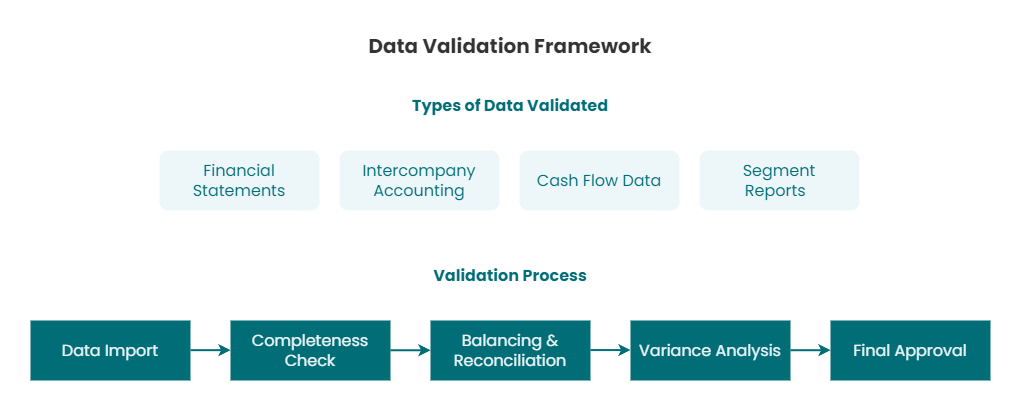 Data Validation Framework
Types of Data Validated
Financial
Statements
Intercompany
Accounting
Cash Flow Data
Segment
Reports
Validation Process
Data Import
Completeness
Check
Balancing &
Reconciliation
Variance Analysis
Final Approval